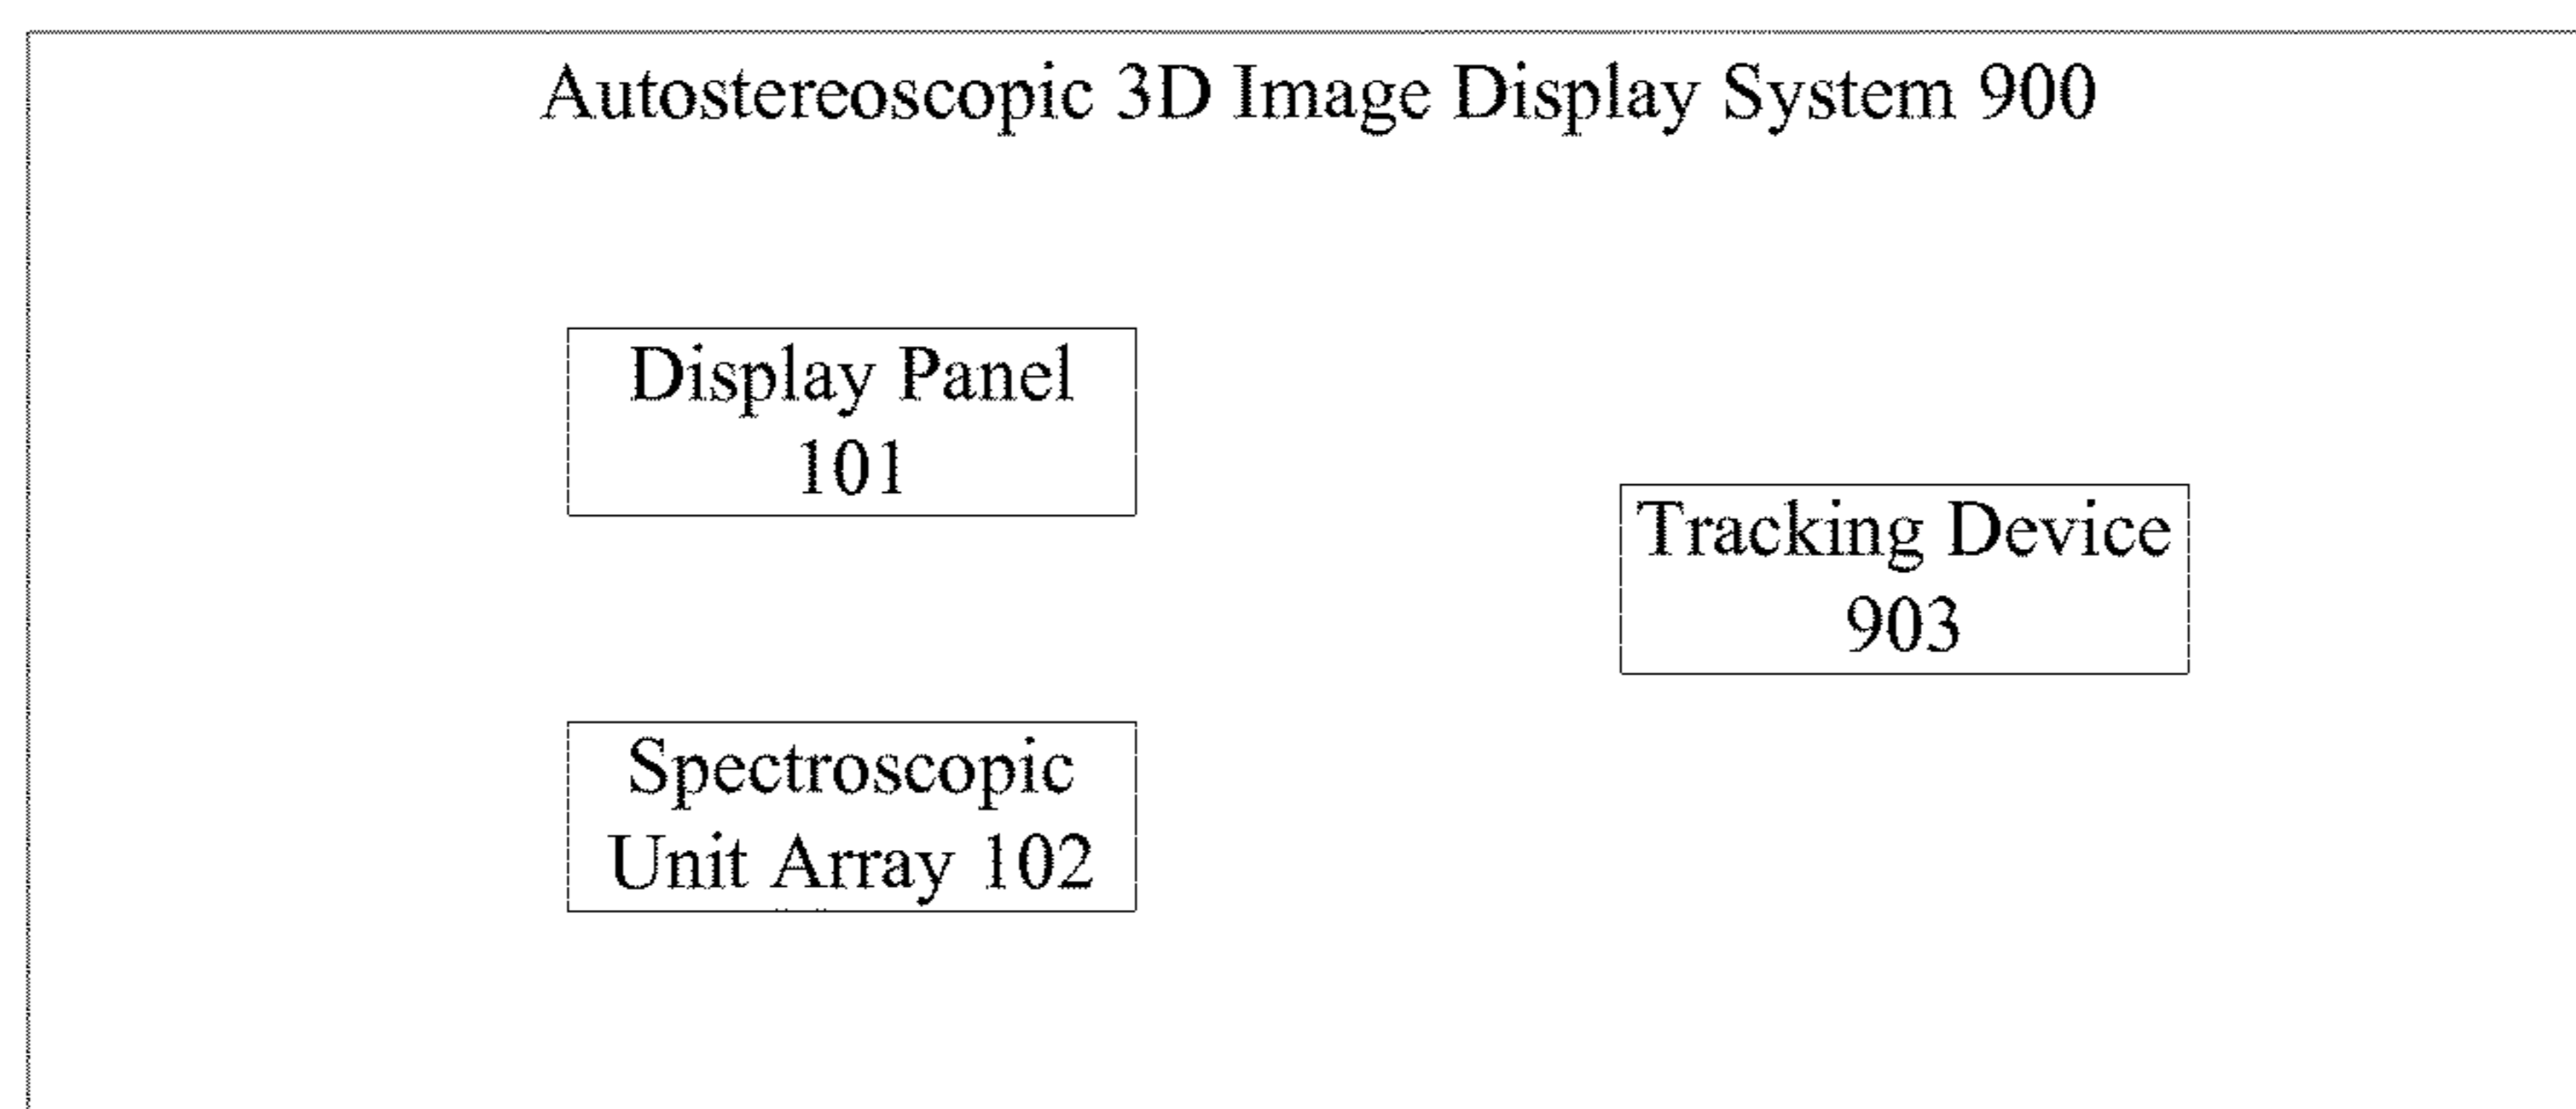 Autostereoscopic 3D Image Display System 900
Display Panel
101
Tracking Device
903
Spectroscopic
Unit Array 102